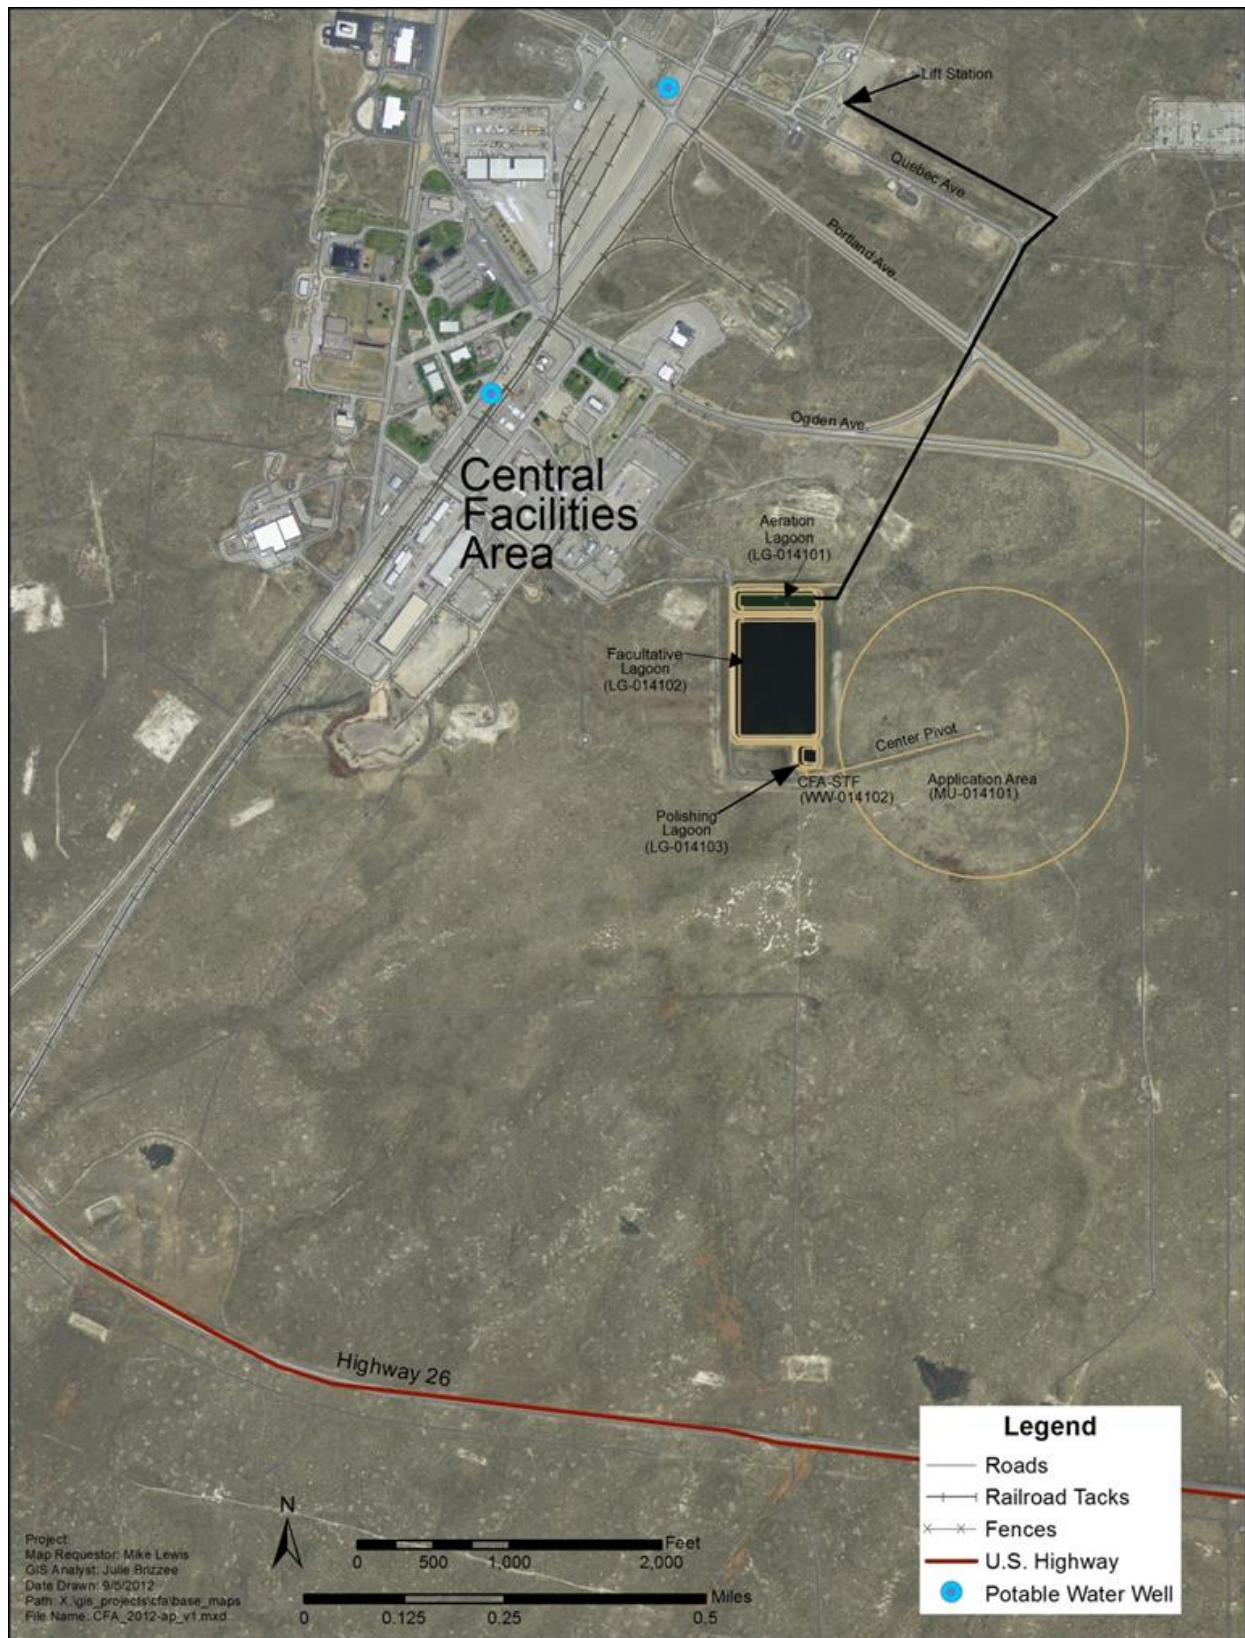 Lift Station
Quebec Ave.
Portland Ave.
Ogden Ave.
Central
Facilities
Area
Aeration
Lagoon
(LG-014101)
Facultative
Lagoon
(LG-014102)
Center Pivot
CFA-STF
(WW-014102)
Application Area
(MU-014101)
Polishing
Lagoon
(LG-014103)
Highway 26
Legend
Roads
Railroad Tacks
Fences
U.S. Highway
Potable Water Well
N
Feet
0 500 1,000 2,000
Miles
0 0.125 0.25 0.5
Project:
Map Requestor: Mike Lewis
GIS Analyst: Julie Brizzee
Date Drawn: 9/5/2012
Path: X:\gis_projects\cfa\base_maps
File Name: CFA_2012-ap_v1.mxd